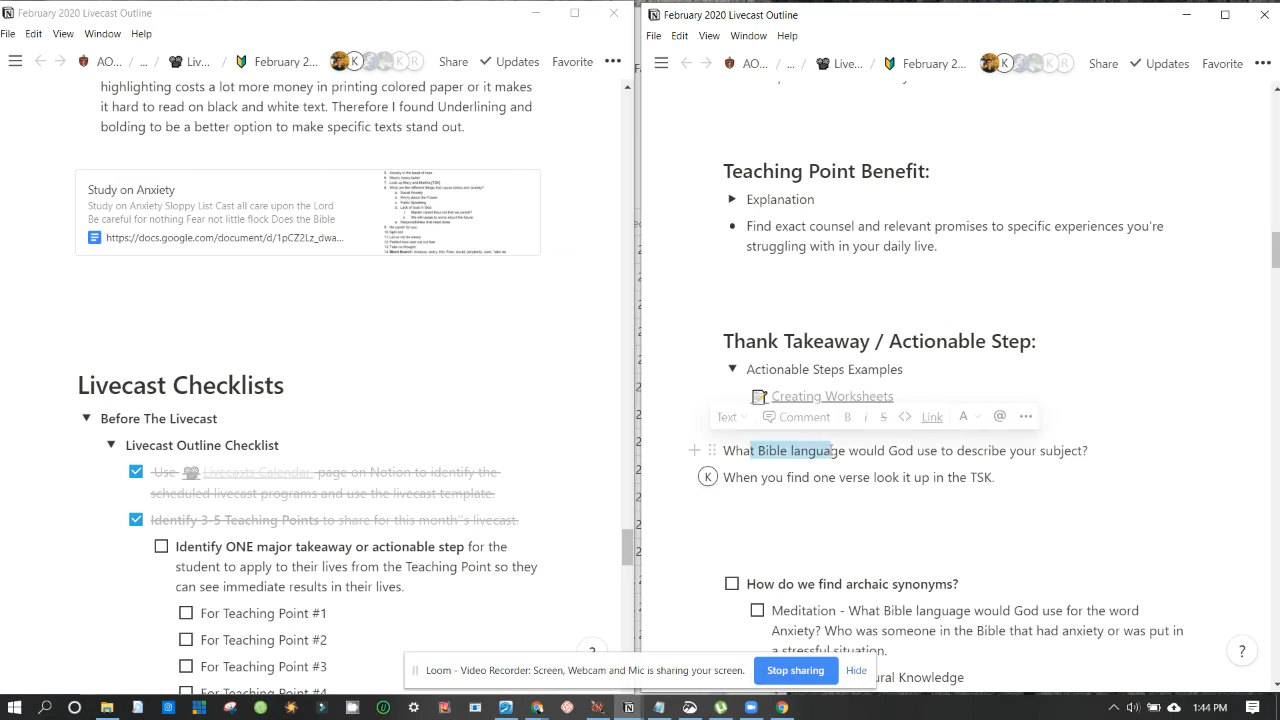 February 2020 Livecast Outline
File Edit View Window Help
AO... / ... / Liv... / February 2... K K R Share Updates Favorite •••
highlighting costs a lot more money in printing colored paper or it makes
it hard to read on black and white text. Therefore I found Underlining and
bolding to be a better option to make specific texts stand out.
Study on
Study on Anxiety Sloppy List Cast all care upon the Lord
Be careful for nothing Fear not little flock Does the Bible
Livecast Checklists
Before The Livecast
Livecast Outline Checklist
Use Livecasts Calendar page on Notion to identify the
scheduled livecast programs and use the livecast template.
Identify 3-5 Teaching Points to share for this month''s livecast.
Identify ONE major takeaway or actionable step for the
student to apply to their lives from the Teaching Point so they
can see immediate results in their lives.
For Teaching Point #1
For Teaching Point #2
For Teaching Point #3
For Teaching Point #4
February 2020 Livecast Outline
File Edit View Window Help
AO... / ... / Live... / February 2... K K R Share Updates Favorite •••
Teaching Point Benefit:
Explanation
Find exact counsel and relevant promises to specific experiences you're
struggling with in your daily live.
Thank Takeaway / Actionable Step:
Actionable Steps Examples
Creating Worksheets
Text Comment B i S <> Link A @ •••
What Bible language would God use to describe your subject?
K When you find one verse look it up in the TSK.
How do we find archaic synonyms?
Meditation - What Bible language would God use for the word
Anxiety? Who was someone in the Bible that had anxiety or was put in
a stressful situation.
Knowledge
?
Loom - Video Recorder: Screen, Webcam and Mic is sharing your screen. Stop sharing Hide
1:44 PM